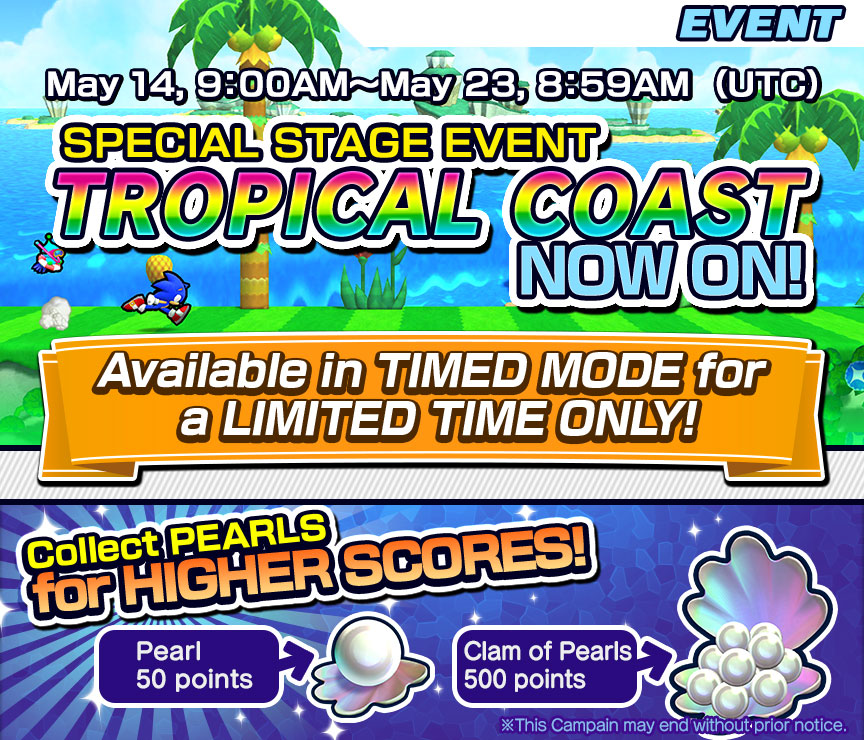 EVENT
May 14, 9:00AM~May 23, 8:59AM (UTC)
SPECIAL STAGE EVENT
TROPICAL COAST
NOW ON!
Available in TIMED MODE for
a LIMITED TIME ONLY!
Collect PEARLS
for HIGHER SCORES!
Pearl
50 points
Clam of Pearls
500 points
※This Campain may end without prior notice.